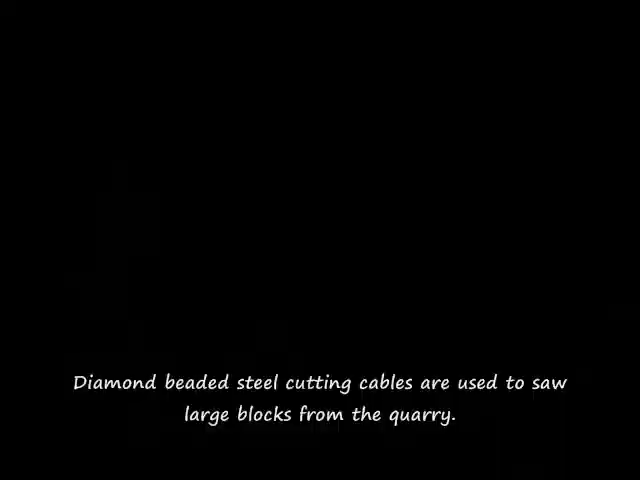 Diamond beaded steel cutting cables are used to saw
large blocks from the quarry.